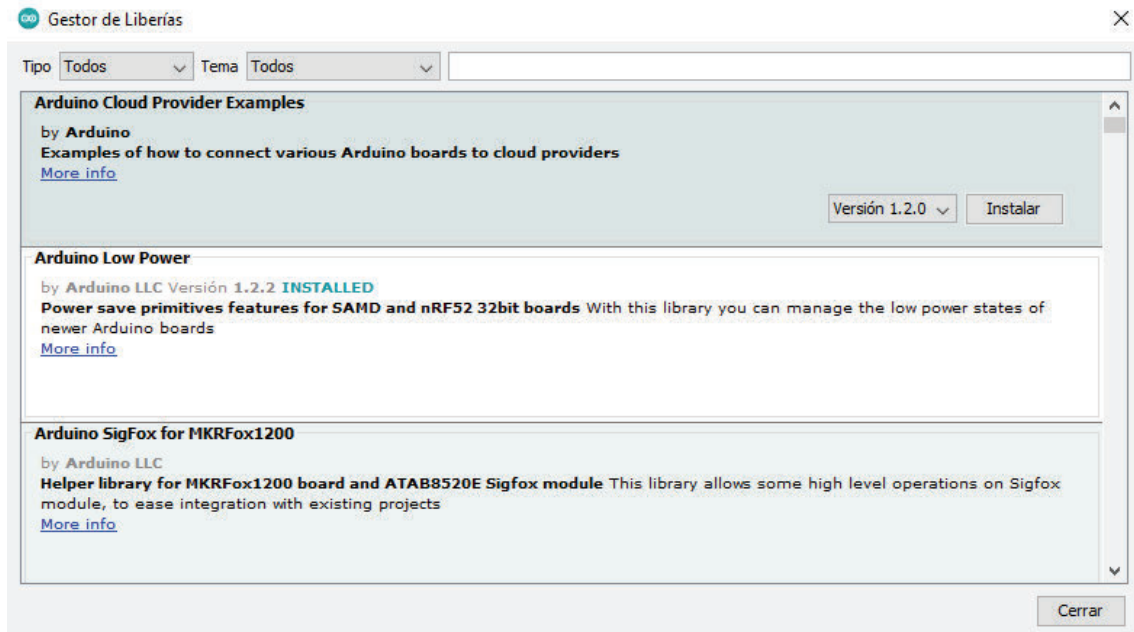 Gestor de Liberías
Tipo Todos Tema Todos
Arduino Cloud Provider Examples
by Arduino
Examples of how to connect various Arduino boards to cloud providers
More info
Versión 1.2.0 Instalar
Arduino Low Power
by Arduino LLC Versión 1.2.2 INSTALLED
Power save primitives features for SAMD and nRF52 32bit boards With this library you can manage the low power states of
newer Arduino boards
More info
Arduino SigFox for MKRFox1200
by Arduino LLC
Helper library for MKRFox1200 board and ATAB8520E Sigfox module This library allows some high level operations on Sigfox
module, to ease integration with existing projects
More info
Cerrar